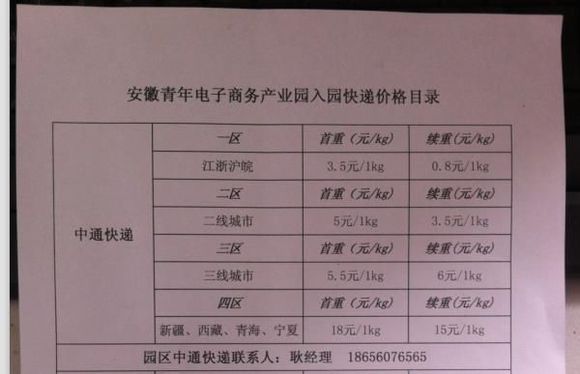 安徽青年电子商务产业园入园快递价格目录
中通快递
一区 首重（元/kg） 续重(元/kg)
江浙沪皖 3.5元/1kg 0.8元/1kg
二区 首重（元/kg） 续重(元/kg)
二线城市 5元/1kg 3.5元/1kg
三区 首重（元/kg） 续重(元/kg)
三线城市 5.5元/1kg 6元/1kg
四区 首重（元/kg） 续重(元/kg)
新疆、西藏、青海、宁夏 18元/1kg 15元/1kg
园区中通快递联系人：耿经理 18656076565